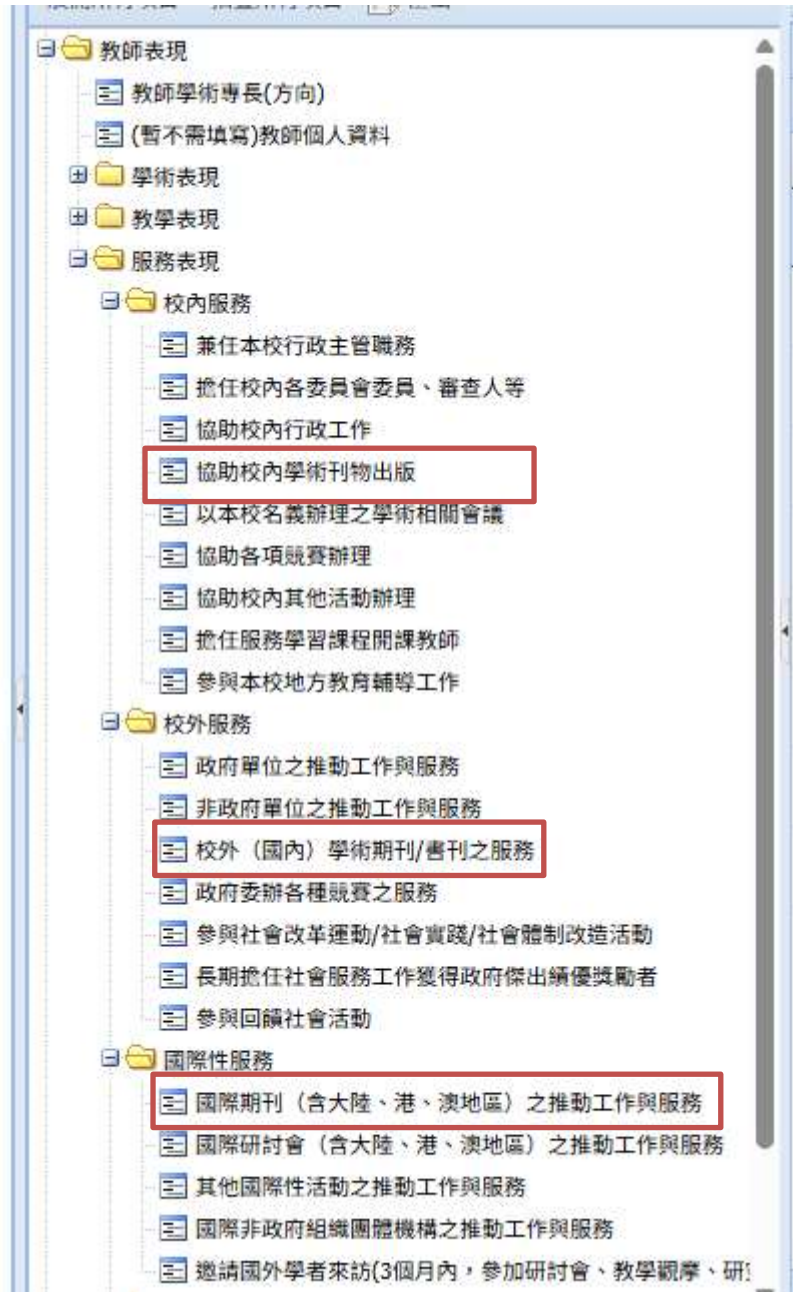 教師表現
教師學術專長(方向)
(暫不需填寫)教師個人資料
學術表現
教學表現
服務表現
校內服務
兼任本校行政主管職務
擔任校內各委員會委員、審查人等
協助校內行政工作
協助校內學術刊物出版
以本校名義辦理之學術相關會議
協助各項競賽辦理
協助校內其他活動辦理
擔任服務學習課程開課教師
參與本校地方教育輔導工作
校外服務
政府單位之推動工作與服務
非政府單位之推動工作與服務
校外（國內）學術期刊/書刊之服務
政府委辦各種競賽之服務
參與社會改革運動/社會實踐/社會體制改造活動
長期擔任社會服務工作獲得政府傑出績優獎勵者
參與回饋社會活動
國際性服務
國際期刊（含大陸、港、澳地區）之推動工作與服務
國際研討會（含大陸、港、澳地區）之推動工作與服務
其他國際性活動之推動工作與服務
國際非政府組織團體機構之推動工作與服務
邀請國外學者來訪(3個月內，參加研討會、教學觀摩、研